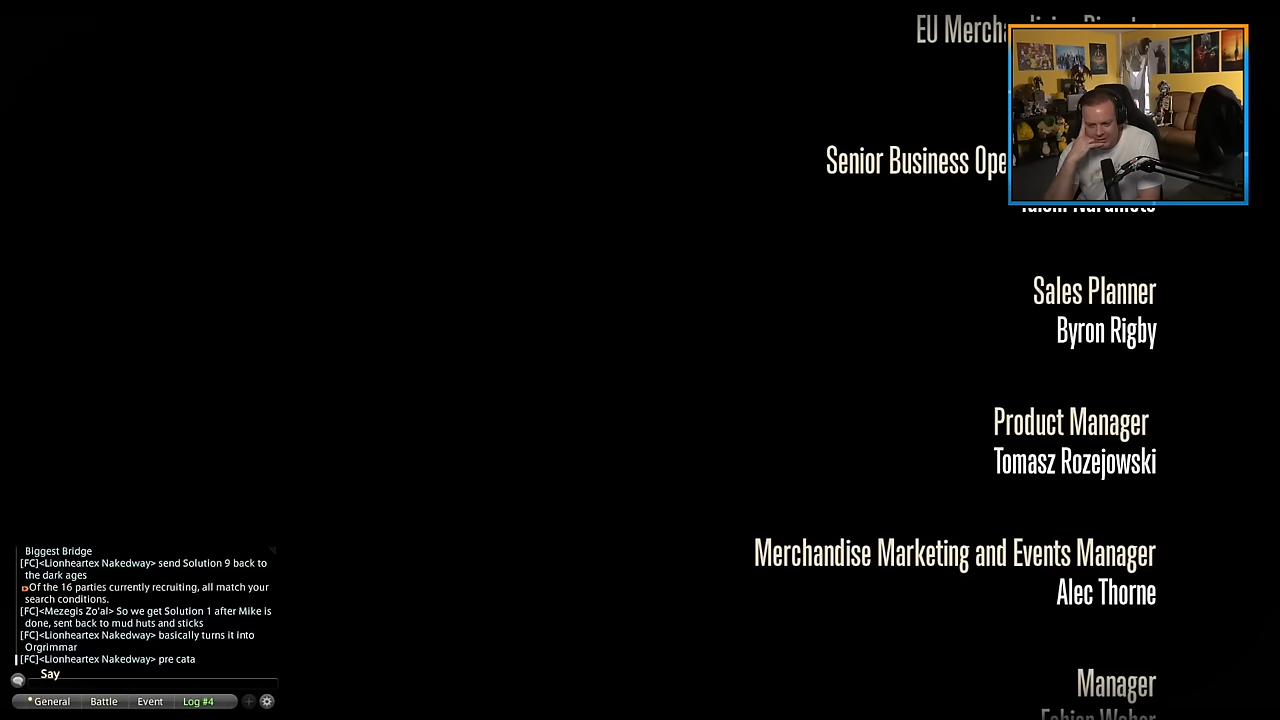 EU
Senior Business
Sales Planner
Byron Rigby
Product Manager
Tomasz Rozejowski
Merchandise Marketing and Events Manager
Alec Thorne
Manager
Biggest Bridge
[FC]<Lionheartex Nakedway> send Solution 9 back to
the dark ages
Of the 16 parties currently recruiting, all match your
search conditions.
[FC]<Mezegis Zo'al> So we get Solution 1 after Mike is
done, sent back to mud huts and sticks
[FC]<Lionheartex Nakedway> basically turns it into
Orgrimmar
[FC]<Lionheartex Nakedway> pre cata
Say
General Battle Event Log #4